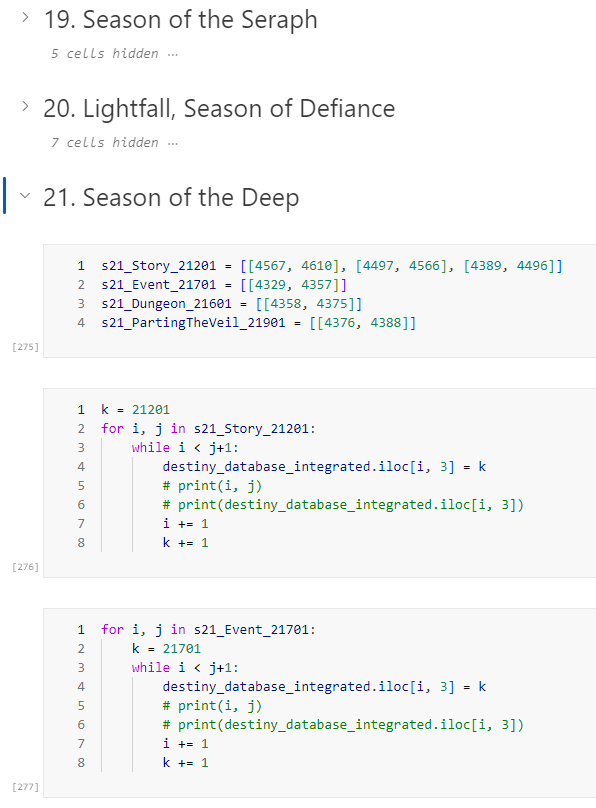 19. Season of the Seraph
5 cells hidden ...
20. Lightfall, Season of Defiance
7 cells hidden ...
21. Season of the Deep
1 s21_Story_21201 = [[4567, 4610], [4497, 4566], [4389, 4496]]
2 s21_Event_21701 = [[4329, 4357]]
3 s21_Dungeon_21601 = [[4358, 4375]]
4 s21_PartingTheVeil_21901 = [[4376, 4388]]
[275]
1 k = 21201
2 for i, j in s21_Story_21201:
3     while i < j+1:
4         destiny_database_integrated.iloc[i, 3] = k
5         # print(i, j)
6         # print(destiny_database_integrated.iloc[i, 3])
7         i += 1
8         k += 1
[276]
1 for i, j in s21_Event_21701:
2     k = 21701
3     while i < j+1:
4         destiny_database_integrated.iloc[i, 3] = k
5         # print(i, j)
6         # print(destiny_database_integrated.iloc[i, 3])
7         i += 1
8         k += 1
[277]